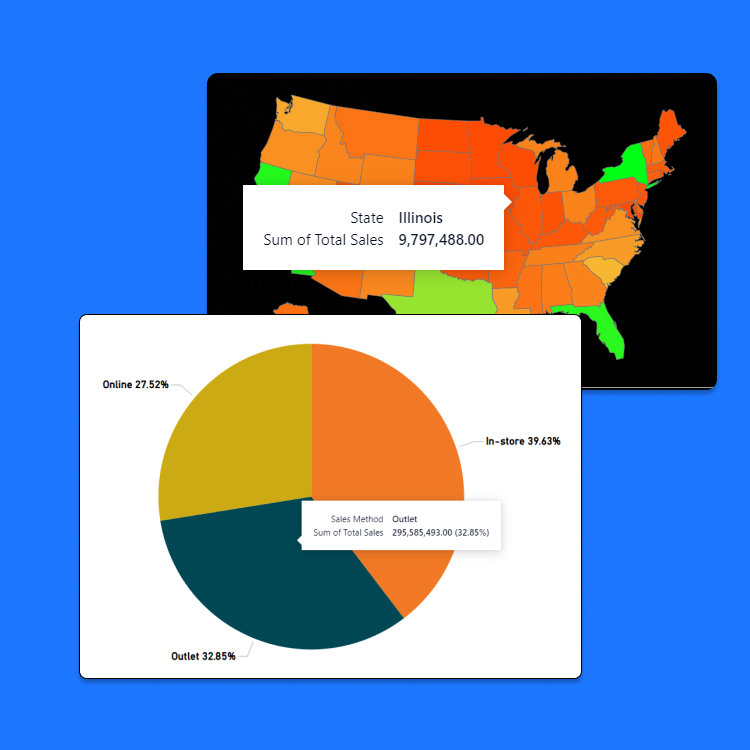 State Illinois
Sum of Total Sales 9,797,488.00
Online 27.52%
In-store 39.63%
Sales Method Outlet
Sum of Total Sales 295,585,493.00 (32.85%)
Outlet 32.85%